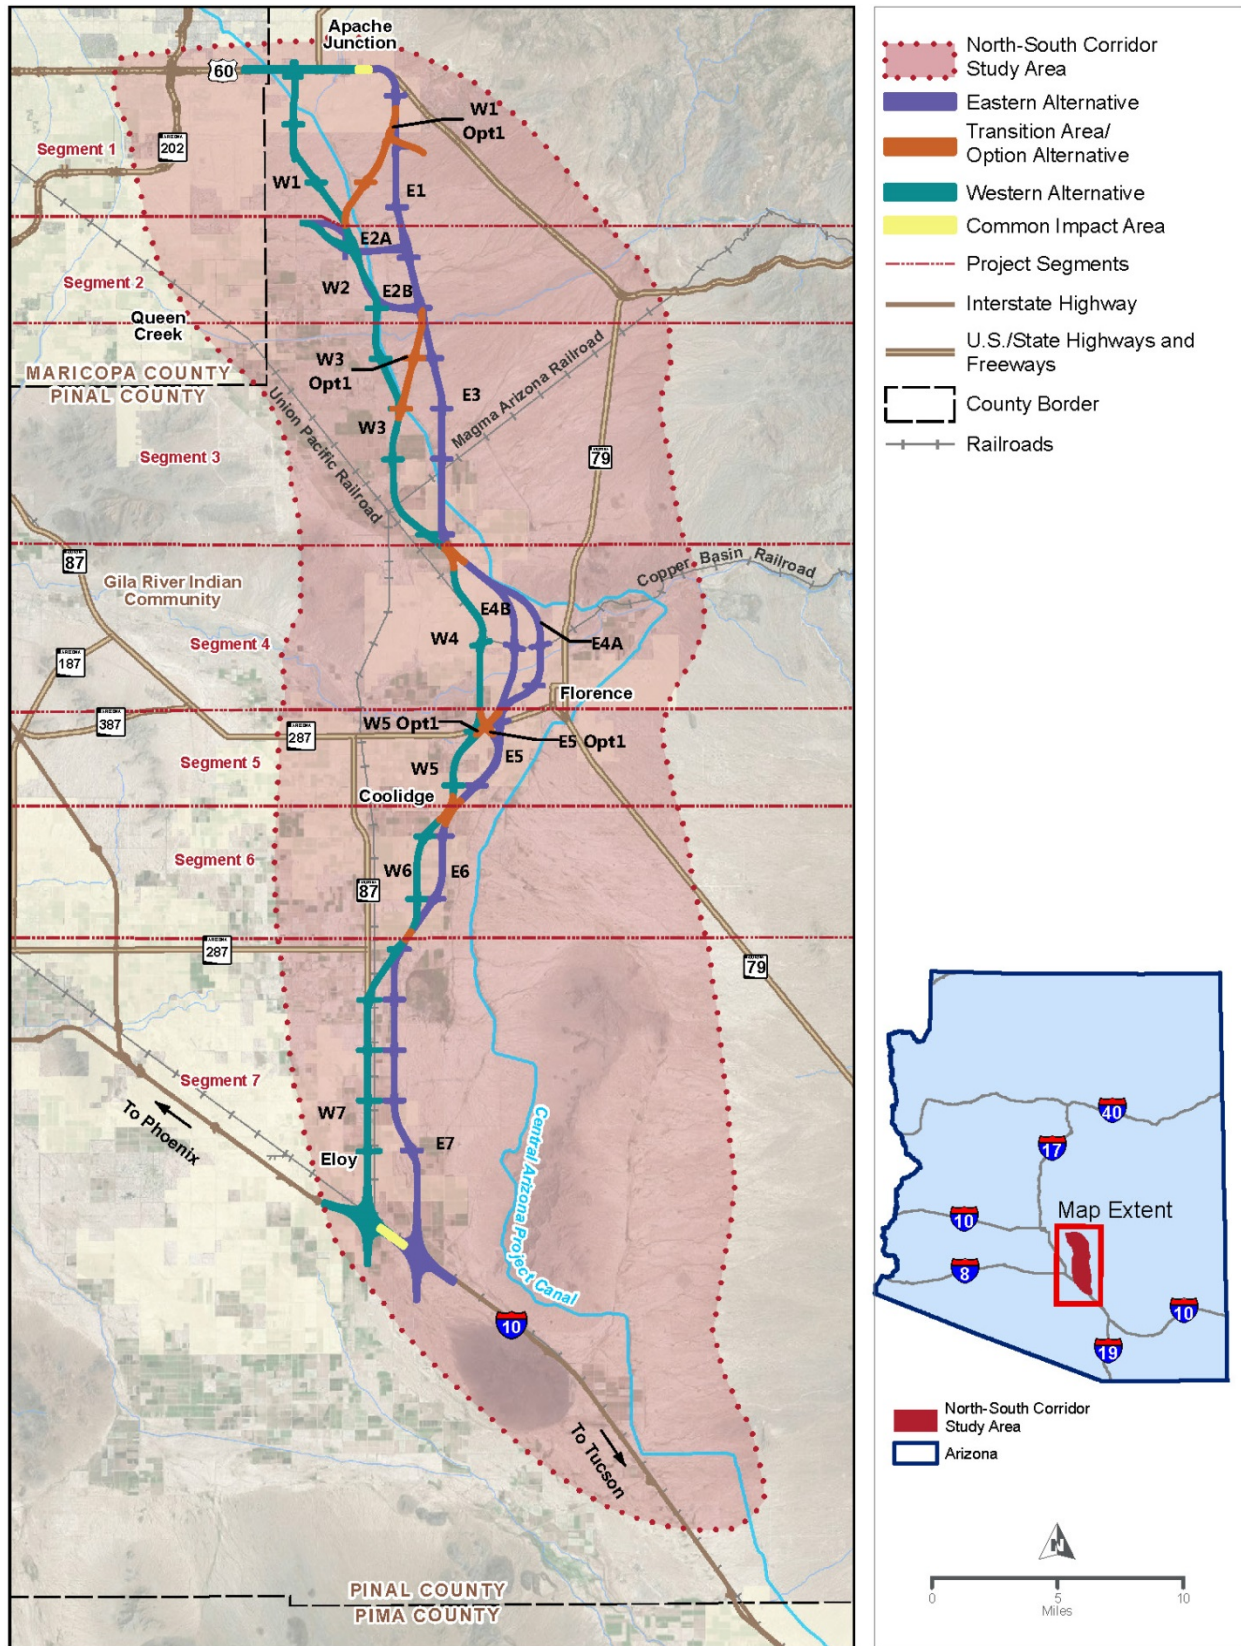 Apache
Junction
60
W1
Opt1
ARIZONA
202
Segment 1
W1
E1
E2A
Segment 2
W2
E2B
Queen
Creek
W3
Opt1
MARICOPA COUNTY
PINAL COUNTY
E3
Magma Arizona Railroad
W3
Union Pacific Railroad
Segment 3
79
87
Gila River Indian
Community
Copper Basin Railroad
E4B
W4
E4A
Segment 4
187
Florence
387
W5 Opt1
287
E5 Opt1
Segment 5
E5
W5
Coolidge
Segment 6
W6
E6
87
287
79
Segment 7
To Phoenix
W7
E7
Eloy
Central Arizona Project Canal
10
To Tucson
PINAL COUNTY
PIMA COUNTY
North-South Corridor
Study Area
Eastern Alternative
Transition Area/
Option Alternative
Western Alternative
Common Impact Area
Project Segments
Interstate Highway
U.S./State Highways and
Freeways
County Border
Railroads
40
17
Map Extent
10
8
10
19
North-South Corridor
Study Area
Arizona
N
0 5 10
Miles